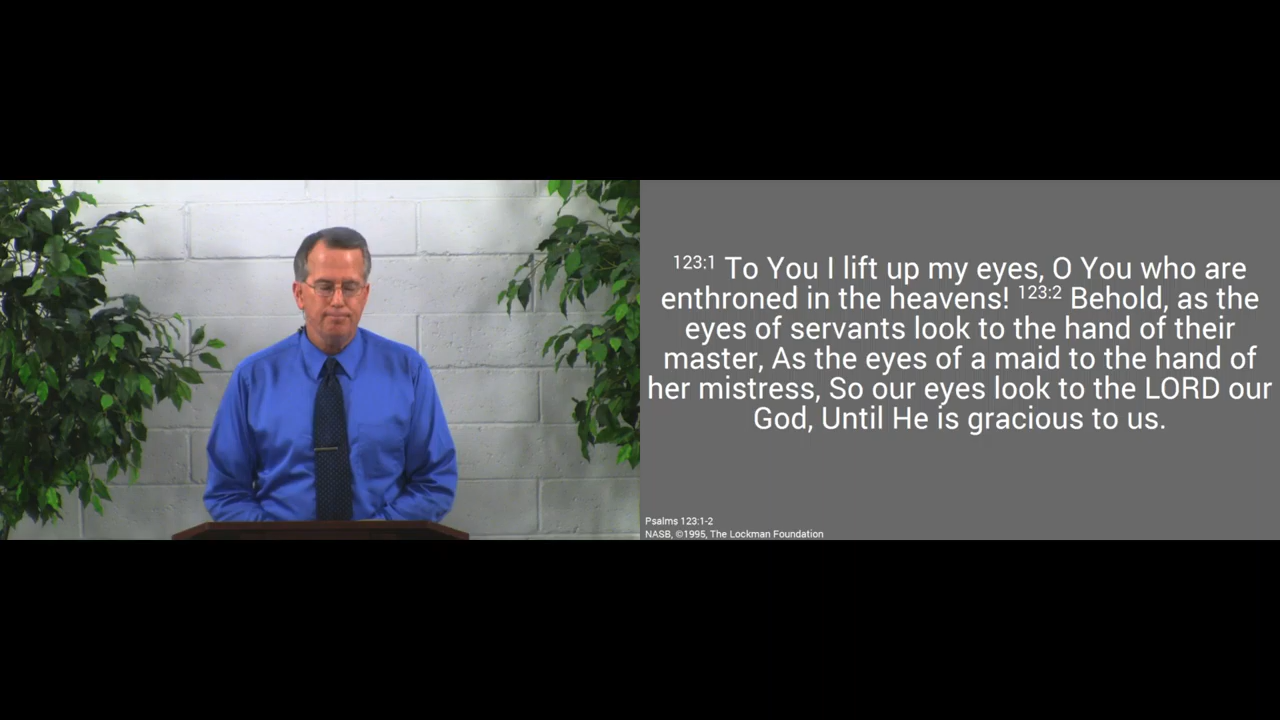 123:1 To You I lift up my eyes, O You who are
enthroned in the heavens! 123:2 Behold, as the
eyes of servants look to the hand of their
master, As the eyes of a maid to the hand of
her mistress, So our eyes look to the LORD our
God, Until He is gracious to us.
Psalms 123:1-2
NASB, ©1995, The Lockman Foundation